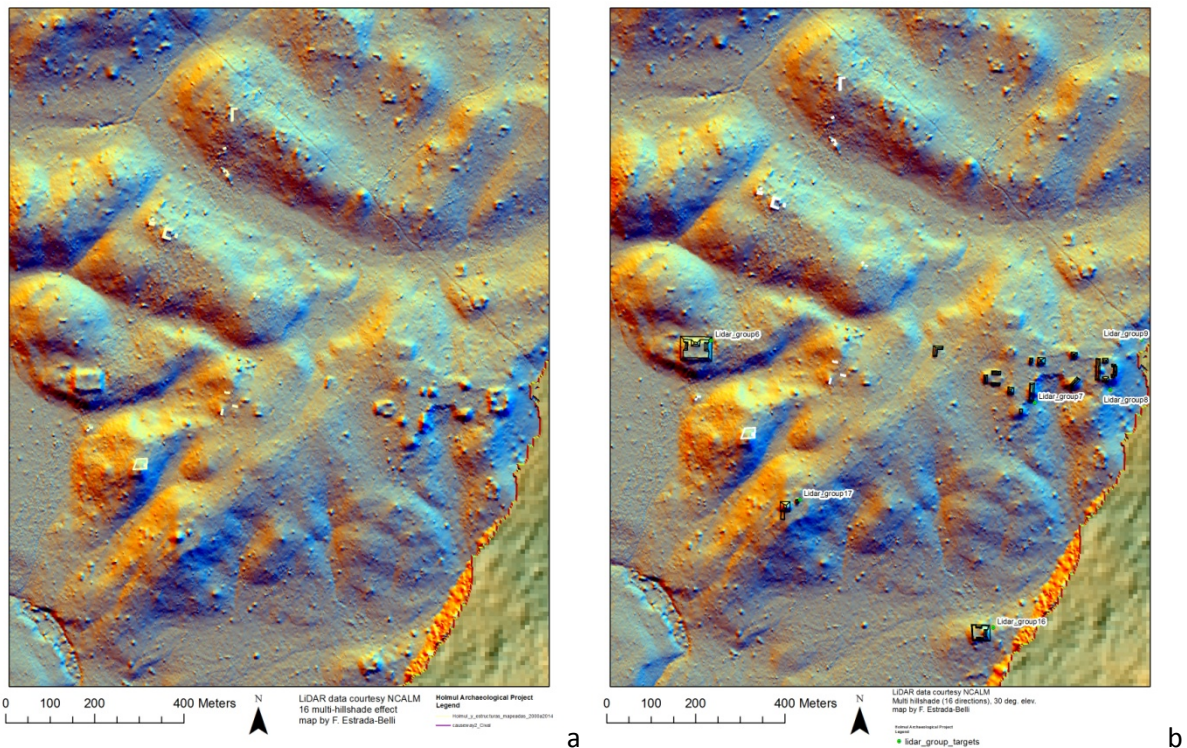 0 100 200 400 Meters
N
LiDAR data courtesy NCALM
16 multi-hillshade effect
map by F. Estrada-Belli
Holmul Archaeological Project
Legend
Holmul_y_estructuras_mapeadas_2000a2014
causeway2_Cival
a
Lidar_group6
Lidar_group9
Lidar_group7
Lidar_group8
Lidar_group17
Lidar_group16
0 100 200 400 Meters
N
LiDAR data courtesy NCALM
Multi hillshade (16 directions), 30 deg. elev.
map by F. Estrada-Belli
Holmul Archaeological Project
Legend
lidar_group_targets
b